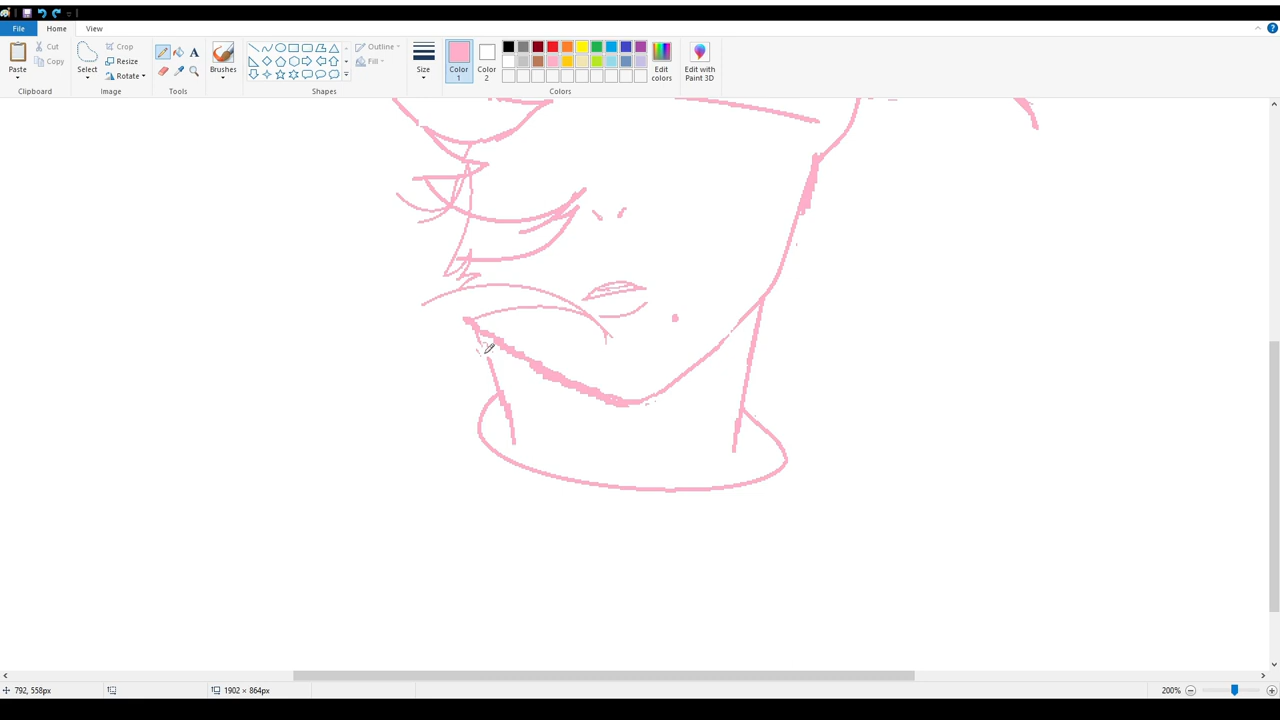 File Home View
Cut
Copy
Paste
Clipboard
Select
Crop
Resize
Rotate
Image
A
Tools
Brushes
Outline
Fill
Shapes
Size
Color
1
Color
2
Edit
colors
Colors
Edit with
Paint 3D
792, 558px
1902 × 864px
200%